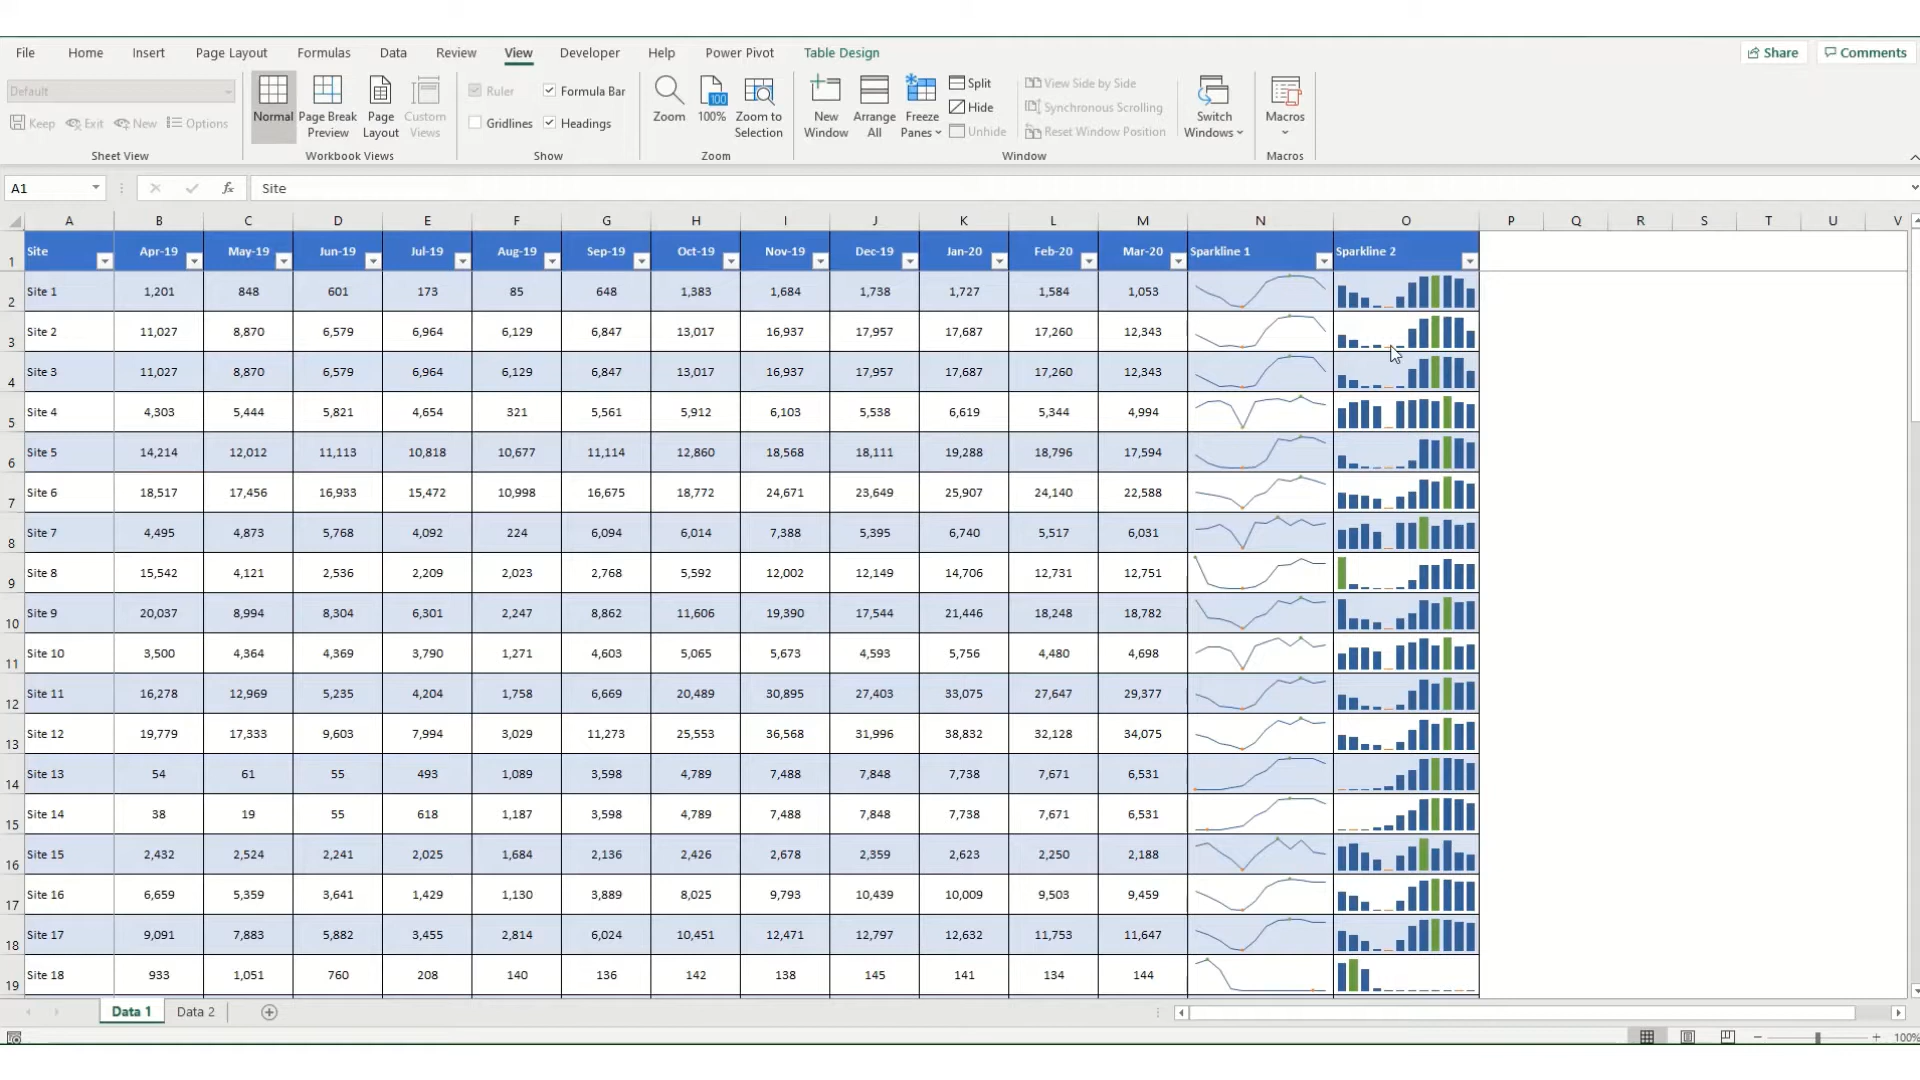 File Home Insert Page Layout Formulas Data Review View Developer Help Power Pivot Table Design Share Comments
Default
Keep Exit New Options
Sheet View
Normal
Page Break Preview
Page Layout
Custom Views
Workbook Views
Ruler Formula Bar
Gridlines Headings
Show
Zoom
100
100%
Zoom to Selection
Zoom
New Window
Arrange All
Freeze Panes
Split
Hide
Unhide
View Side by Side
Synchronous Scrolling
Reset Window Position
Window
Switch Windows
Macros
Macros
A1 fx Site
A B C D E F G H I J K L M N O P Q R S T U V
1 Site Apr-19 May-19 Jun-19 Jul-19 Aug-19 Sep-19 Oct-19 Nov-19 Dec-19 Jan-20 Feb-20 Mar-20 Sparkline 1 Sparkline 2
2 Site 1 1,201 848 601 173 85 648 1,383 1,684 1,738 1,727 1,584 1,053
3 Site 2 11,027 8,870 6,579 6,964 6,129 6,847 13,017 16,937 17,957 17,687 17,260 12,343
4 Site 3 11,027 8,870 6,579 6,964 6,129 6,847 13,017 16,937 17,957 17,687 17,260 12,343
5 Site 4 4,303 5,444 5,821 4,654 321 5,561 5,912 6,103 5,538 6,619 5,344 4,994
6 Site 5 14,214 12,012 11,113 10,818 10,677 11,114 12,860 18,568 18,111 19,288 18,796 17,594
7 Site 6 18,517 17,456 16,933 15,472 10,998 16,675 18,772 24,671 23,649 25,907 24,140 22,588
8 Site 7 4,495 4,873 5,768 4,092 224 6,094 6,014 7,388 5,395 6,740 5,517 6,031
9 Site 8 15,542 4,121 2,536 2,209 2,023 2,768 5,592 12,002 12,149 14,706 12,731 12,751
10 Site 9 20,037 8,994 8,304 6,301 2,247 8,862 11,606 19,390 17,544 21,446 18,248 18,782
11 Site 10 3,500 4,364 4,369 3,790 1,271 4,603 5,065 5,673 4,593 5,756 4,480 4,698
12 Site 11 16,278 12,969 5,235 4,204 1,758 6,669 20,489 30,895 27,403 33,075 27,647 29,377
13 Site 12 19,779 17,333 9,603 7,994 3,029 11,273 25,553 36,568 31,996 38,832 32,128 34,075
14 Site 13 54 61 55 493 1,089 3,598 4,789 7,488 7,848 7,738 7,671 6,531
15 Site 14 38 19 55 618 1,187 3,598 4,789 7,488 7,848 7,738 7,671 6,531
16 Site 15 2,432 2,524 2,241 2,025 1,684 2,136 2,426 2,678 2,359 2,623 2,250 2,188
17 Site 16 6,659 5,359 3,641 1,429 1,130 3,889 8,025 9,793 10,439 10,009 9,503 9,459
18 Site 17 9,091 7,883 5,882 3,455 2,814 6,024 10,451 12,471 12,797 12,632 11,753 11,647
19 Site 18 933 1,051 760 208 140 136 142 138 145 141 134 144
Data 1 Data 2
100%